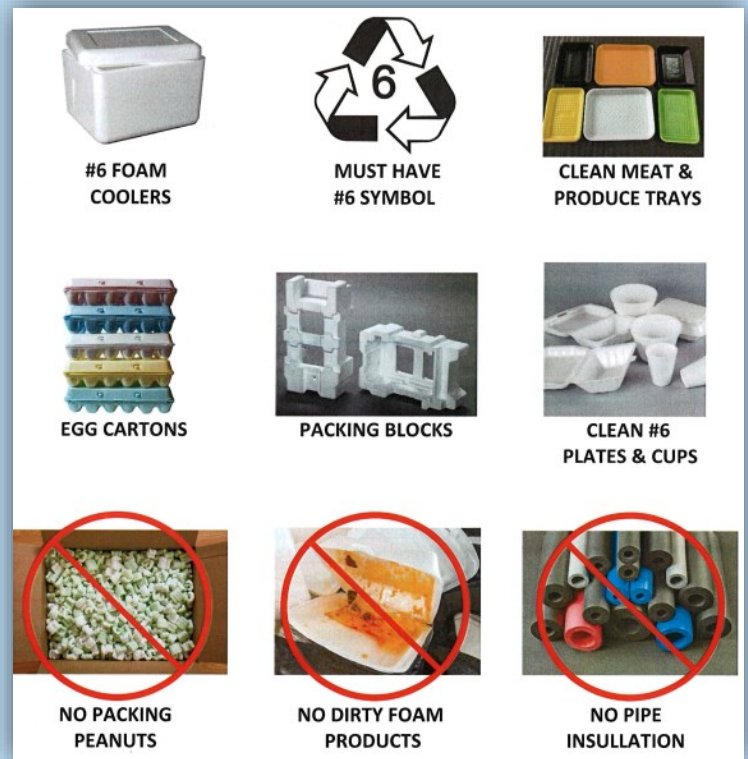 6
#6 FOAM
COOLERS
MUST HAVE
#6 SYMBOL
CLEAN MEAT &
PRODUCE TRAYS
EGG CARTONS
PACKING BLOCKS
CLEAN #6
PLATES & CUPS
NO PACKING
PEANUTS
NO DIRTY FOAM
PRODUCTS
NO PIPE
INSULLATION